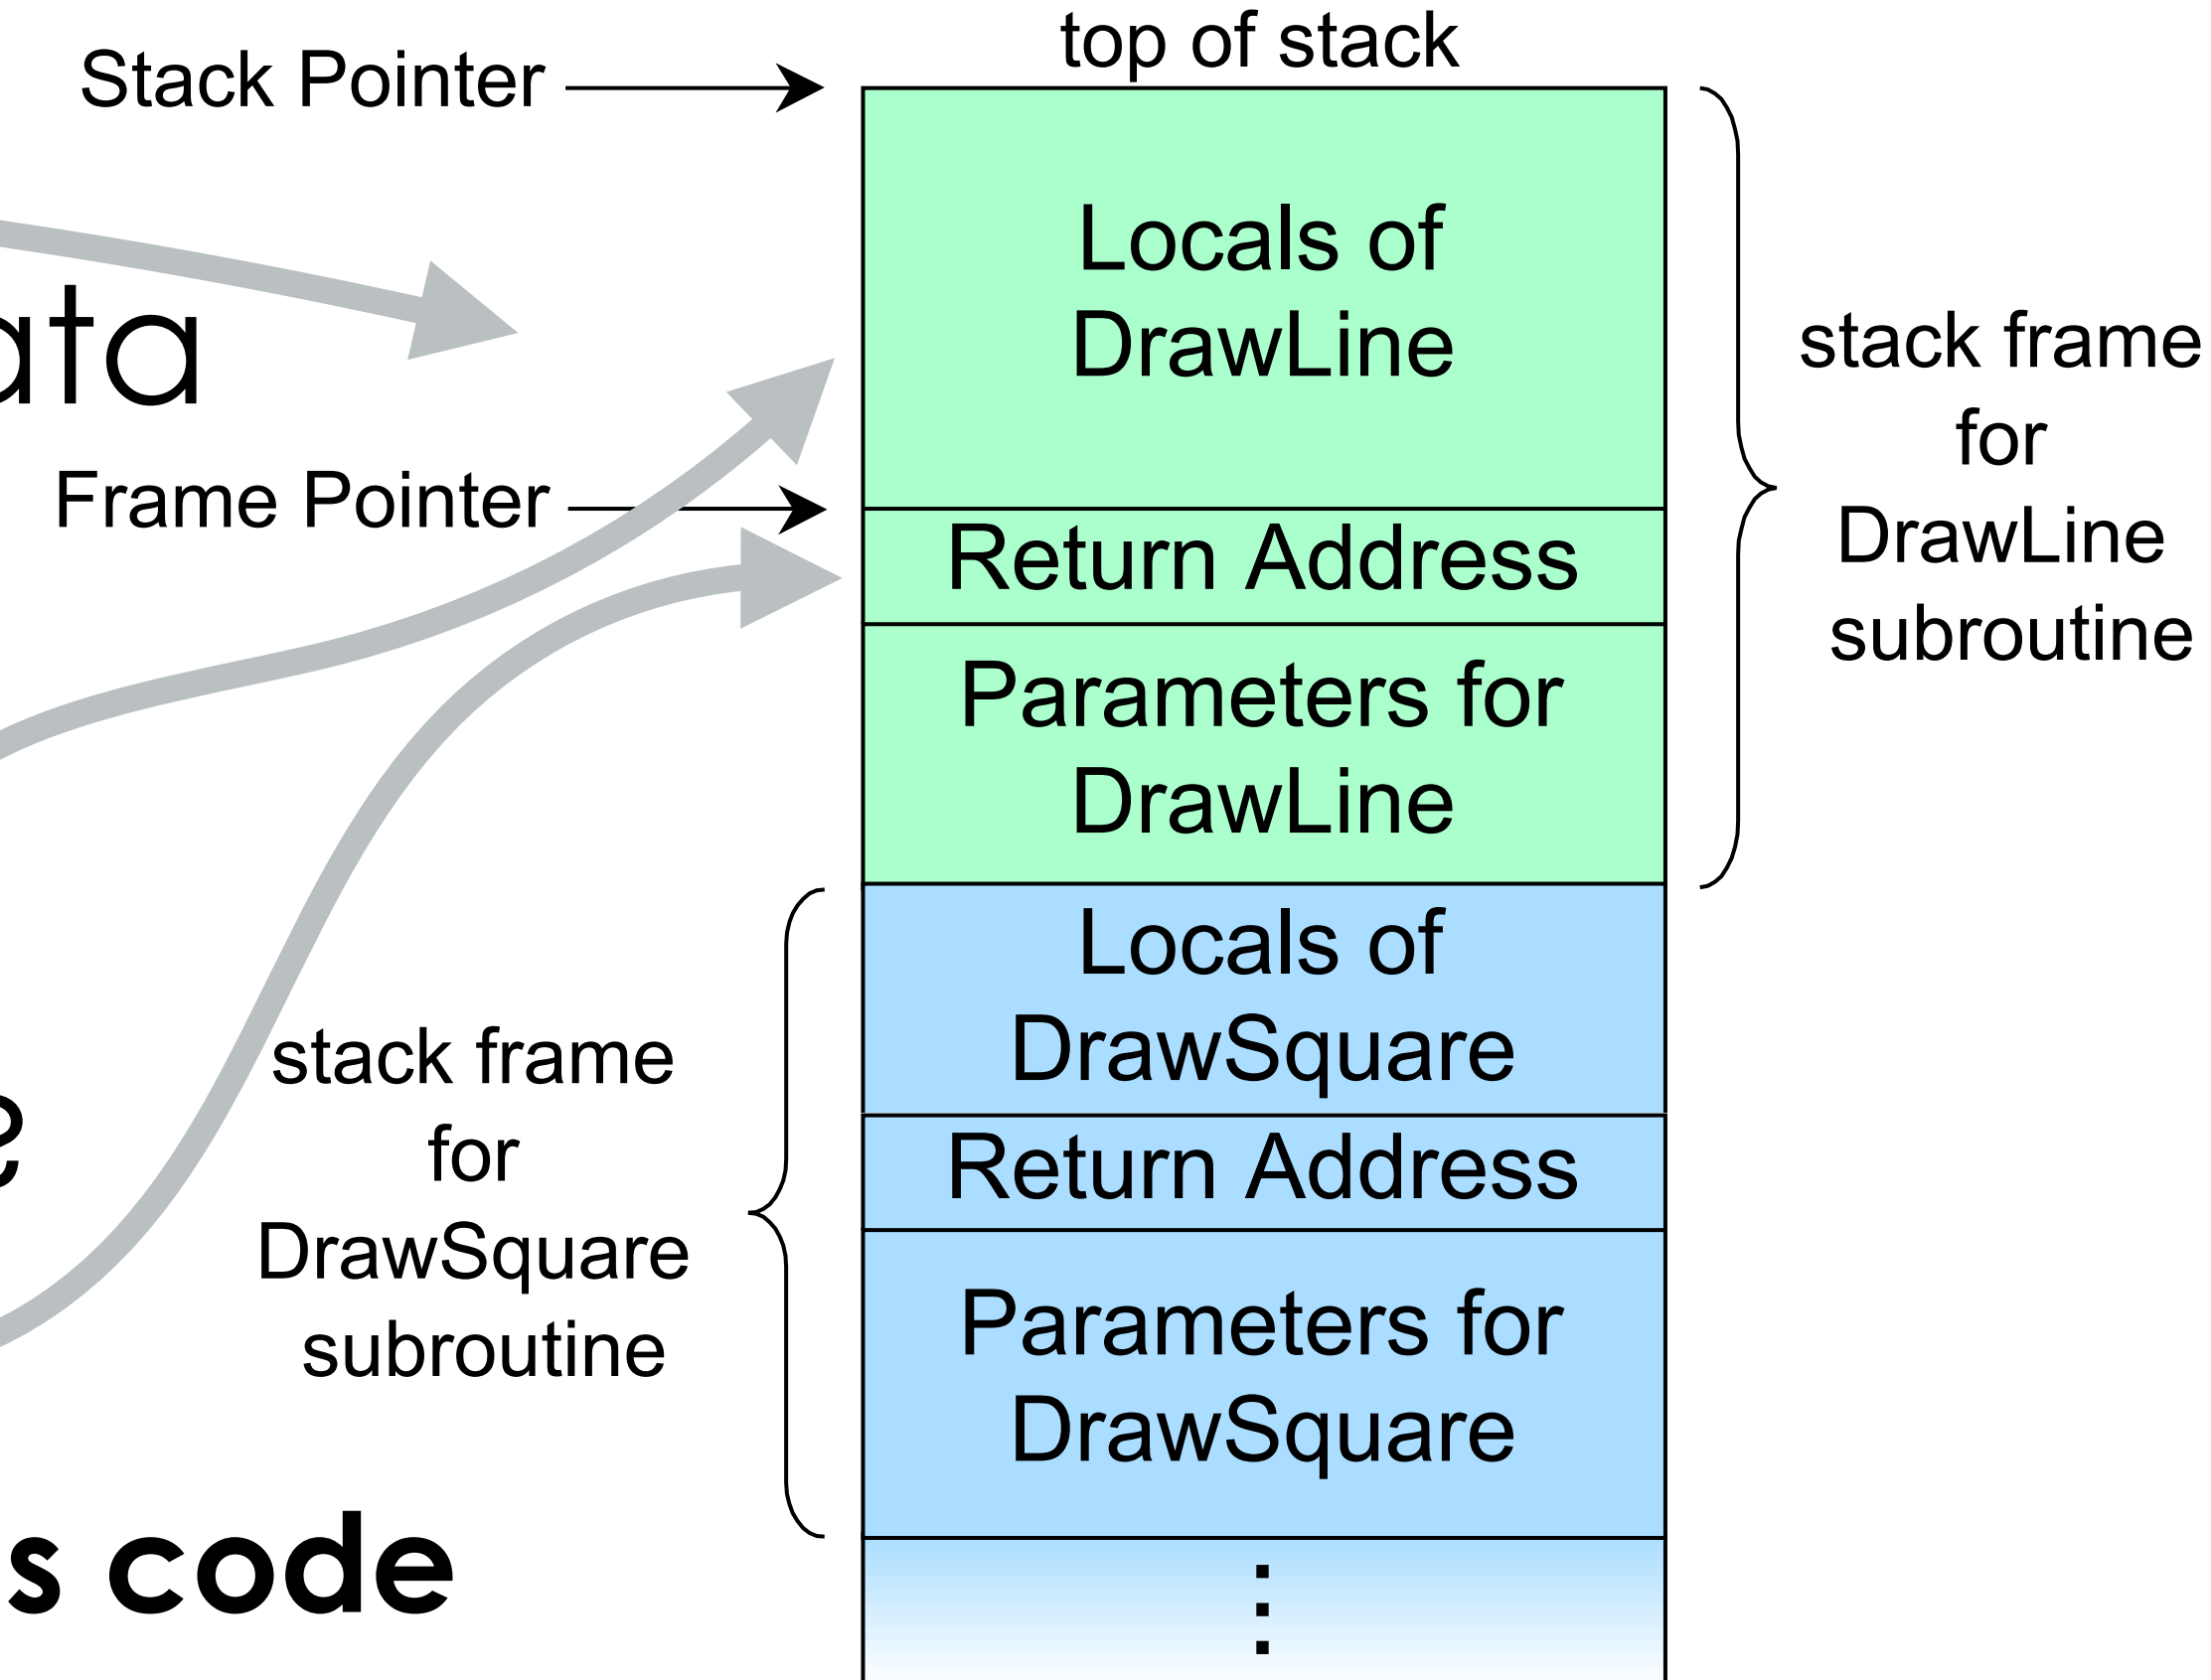 top of stack
Stack Pointer
Locals of
DrawLine
ata
Frame Pointer
Return Address
Parameters for
DrawLine
stack frame
for
DrawLine
subroutine
Locals of
DrawSquare
Return Address
Parameters for
DrawSquare
stack frame
for
DrawSquare
subroutine
e
s code